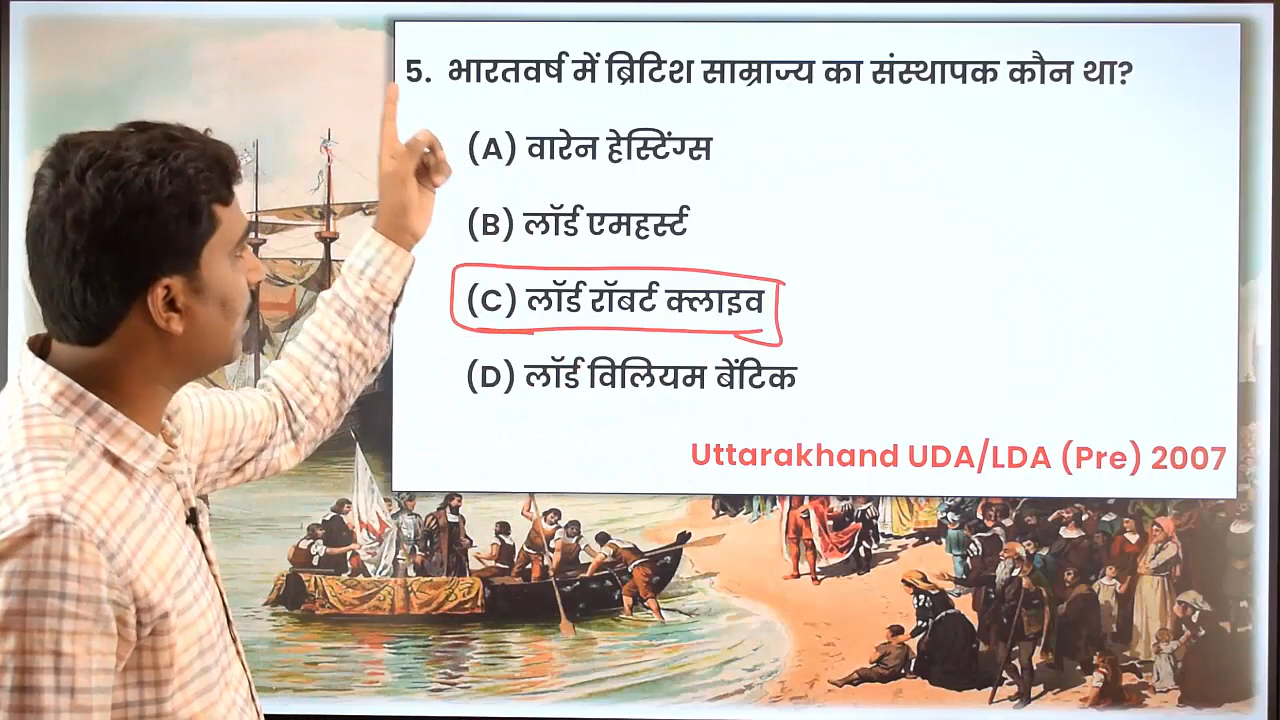 5. भारतवर्ष में ब्रिटिश साम्राज्य का संस्थापक कौन था?
(A) वारेन हेस्टिंग्स
(B) लॉर्ड एमहर्स्ट
(C) लॉर्ड रॉबर्ट क्लाइव
(D) लॉर्ड विलियम बेंटिक
Uttarakhand UDA/LDA (Pre) 2007